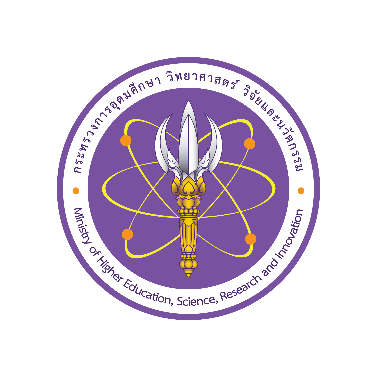 กระทรวงการอุดมศึกษา วิทยาศาสตร์ วิจัยและนวัตกรรม
Ministry of Higher Education, Science, Research and Innovation